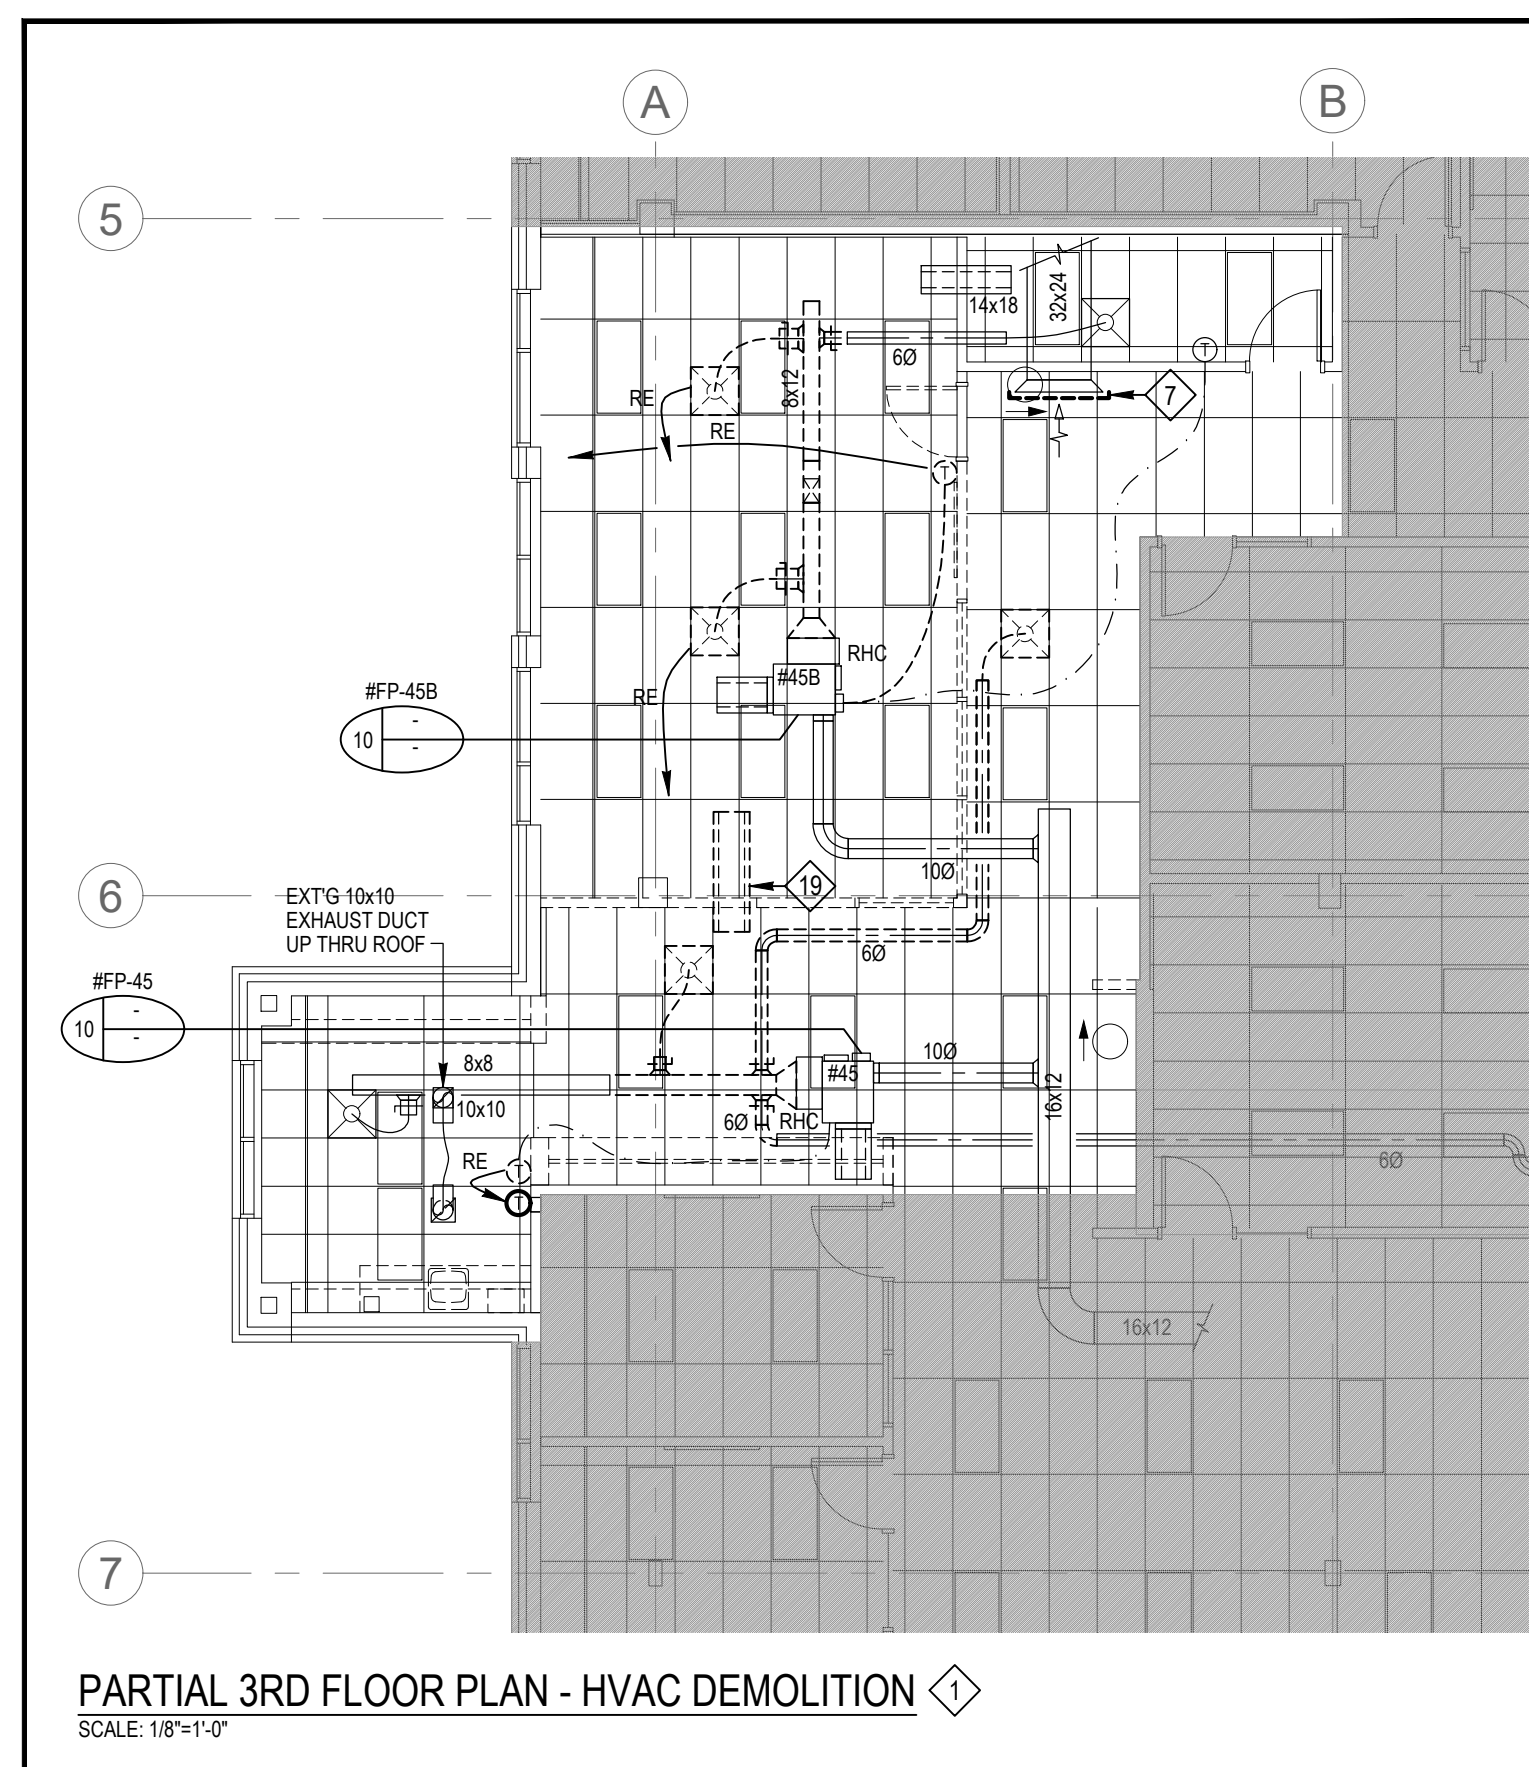 A
B
5
14x18
32x24
6Ø
8x12
T
7
RE
RE
T
RHC
#45B
RE
#FP-45B
10
-
-
10Ø
19
6
EXT'G 10x10
EXHAUST DUCT
UP THRU ROOF
6Ø
#FP-45
10
-
-
8x8
10x10
10Ø
#45
16x12
6Ø
RHC
RE
T
T
6Ø
16x12
7
PARTIAL 3RD FLOOR PLAN - HVAC DEMOLITION
1
SCALE: 1/8"=1'-0"